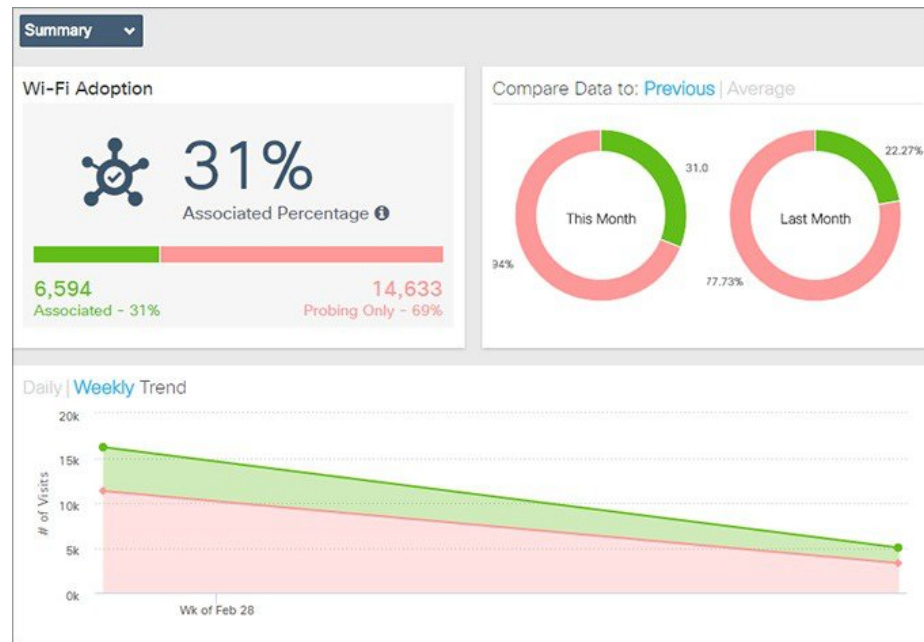 Summary
Wi-Fi Adoption
31%
Associated Percentage
6,594
Associated - 31%
14,633
Probing Only - 69%
Compare Data to: Previous | Average
31.0
This Month
94%
22.27%
Last Month
77.73%
Daily | Weekly Trend
# of Visits
20k
15k
10k
5k
0k
Wk of Feb 28